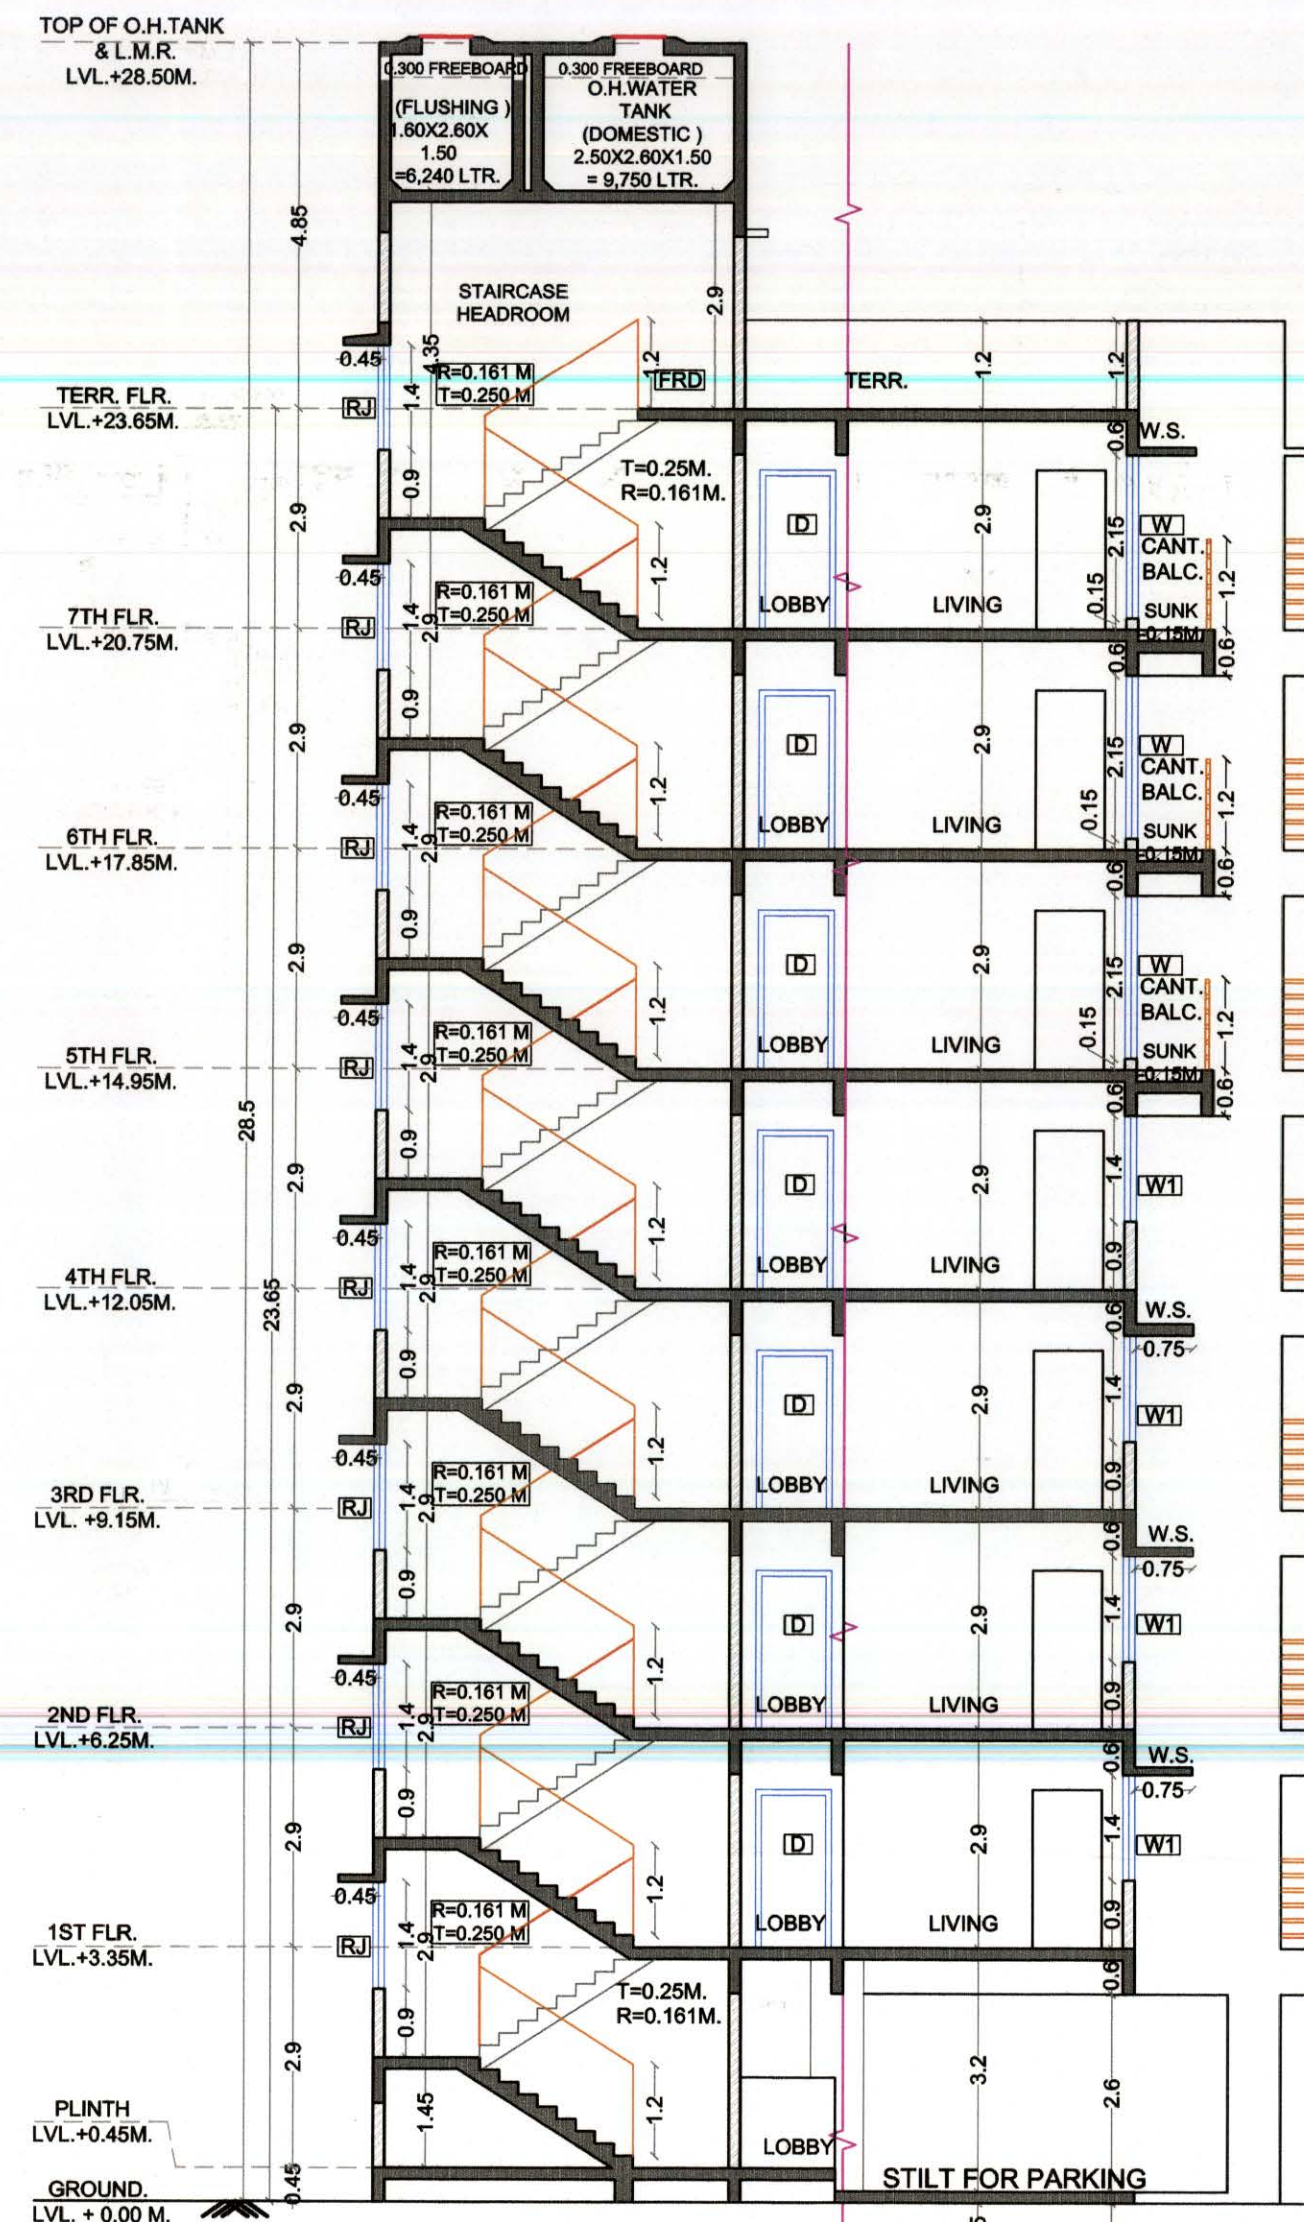 TOP OF O.H.TANK
& L.M.R.
LVL.+28.50M.
0.300 FREEBOARD
(FLUSHING )
1.60X2.60X
1.50
=6,240 LTR.
0.300 FREEBOARD
O.H.WATER
TANK
(DOMESTIC )
2.50X2.60X1.50
= 9,750 LTR.
4.85
STAIRCASE
HEADROOM
2.9
0.45
1.4
4.35
R=0.161 M
T=0.250 M
1.2
FRD
TERR.
1.2
1.2
TERR. FLR.
LVL.+23.65M.
RJ
0.9
T=0.25M.
R=0.161M.
0.6
W.S.
2.9
D
2.9
2.15
W
CANT.
BALC.
1.2
0.45
1.4
2.9
R=0.161 M
T=0.250 M
1.2
LOBBY
LIVING
0.15
SUNK
-0.15M
7TH FLR.
LVL.+20.75M.
RJ
0.9
0.6
0.6
2.9
D
2.9
2.15
W
CANT.
BALC.
1.2
0.45
1.4
2.9
R=0.161 M
T=0.250 M
1.2
LOBBY
LIVING
0.15
SUNK
-0.15M
6TH FLR.
LVL.+17.85M.
RJ
0.9
0.6
0.6
2.9
D
2.9
2.15
W
CANT.
BALC.
1.2
0.45
1.4
2.9
R=0.161 M
T=0.250 M
1.2
LOBBY
LIVING
0.15
SUNK
-0.15M
5TH FLR.
LVL.+14.95M.
RJ
0.9
0.6
0.6
28.5
2.9
D
2.9
1.4
W1
0.45
1.4
2.9
R=0.161 M
T=0.250 M
1.2
LOBBY
LIVING
0.9
4TH FLR.
LVL.+12.05M.
RJ
23.65
0.9
0.6
W.S.
0.75
2.9
D
2.9
1.4
W1
0.45
1.4
2.9
R=0.161 M
T=0.250 M
1.2
LOBBY
LIVING
0.9
3RD FLR.
LVL. +9.15M.
RJ
0.9
0.6
W.S.
0.75
2.9
D
2.9
1.4
W1
0.45
1.4
2.9
R=0.161 M
T=0.250 M
1.2
LOBBY
LIVING
0.9
2ND FLR.
LVL.+6.25M.
RJ
0.9
0.6
W.S.
0.75
2.9
D
2.9
1.4
W1
0.45
1.4
2.9
R=0.161 M
T=0.250 M
1.2
LOBBY
LIVING
0.9
1ST FLR.
LVL.+3.35M.
RJ
0.9
T=0.25M.
R=0.161M.
0.6
2.9
1.45
1.2
3.2
2.6
PLINTH
LVL.+0.45M.
LOBBY
STILT FOR PARKING
0.45
GROUND.
LVL. + 0.00 M.